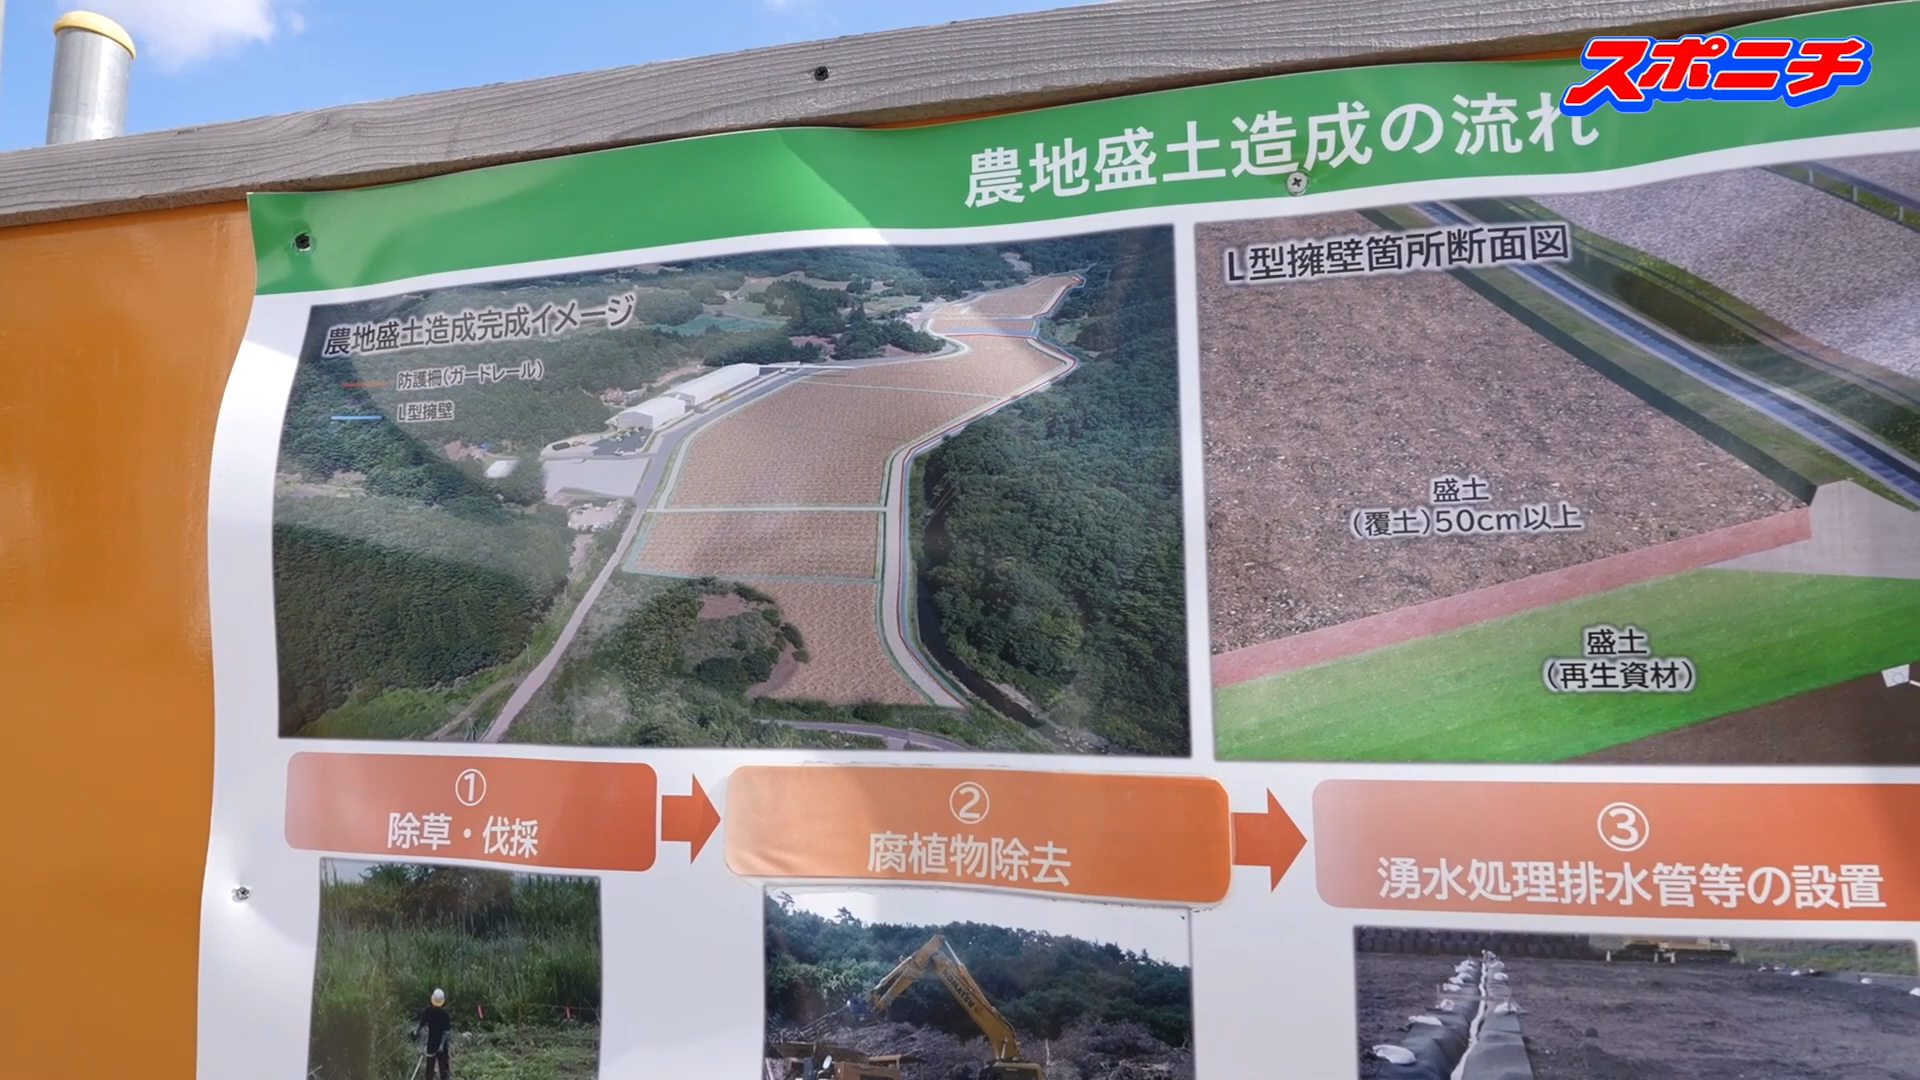 スポニチ
農地盛土造成の流れ
農地盛土造成完成イメージ
防護柵(ガードレール)
L型擁壁
L型擁壁箇所断面図
盛土
(覆土)50cm以上
盛土
(再生資材)
①
除草・伐採
②
腐植物除去
③
湧水処理排水管等の設置
KOMATSU